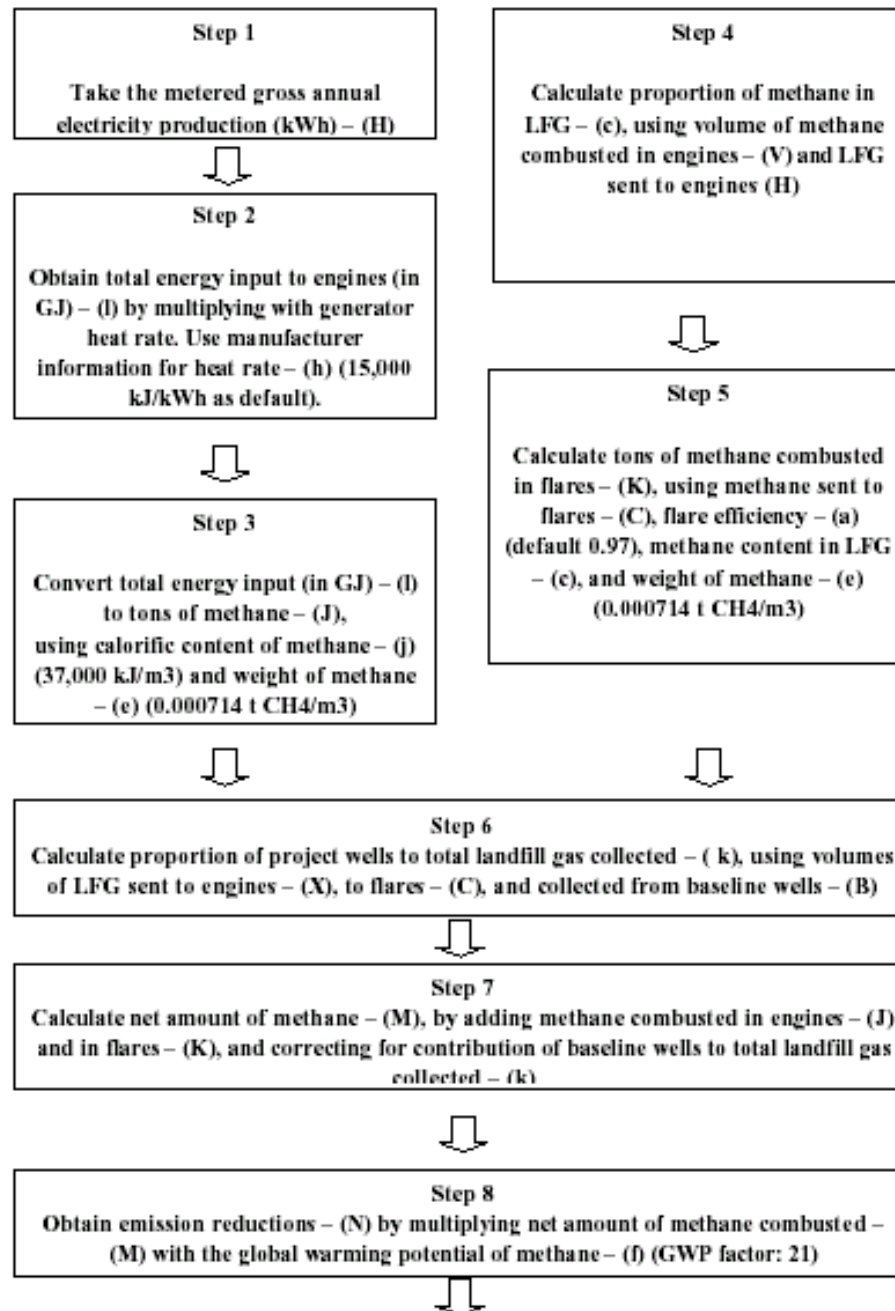 Step 1
Take the metered gross annual
electricity production (kWh) – (H)
Step 2
Obtain total energy input to engines (in
GJ) – (l) by multiplying with generator
heat rate. Use manufacturer
information for heat rate – (h) (15,000
kJ/kWh as default).
Step 3
Convert total energy input (in GJ) – (l)
to tons of methane – (J),
using calorific content of methane – (j)
(37,000 kJ/m3) and weight of methane
– (e) (0.000714 t CH4/m3)
Step 4
Calculate proportion of methane in
LFG – (c), using volume of methane
combusted in engines – (V) and LFG
sent to engines (H)
Step 5
Calculate tons of methane combusted
in flares – (K), using methane sent to
flares – (C), flare efficiency – (a)
(default 0.97), methane content in LFG
– (c), and weight of methane – (e)
(0.000714 t CH4/m3)
Step 6
Calculate proportion of project wells to total landfill gas collected – ( k), using volumes
of LFG sent to engines – (X), to flares – (C), and collected from baseline wells – (B)
Step 7
Calculate net amount of methane – (M), by adding methane combusted in engines – (J)
and in flares – (K), and correcting for contribution of baseline wells to total landfill gas
collected – (k)
Step 8
Obtain emission reductions – (N) by multiplying net amount of methane combusted –
(M) with the global warming potential of methane – (f) (GWP factor: 21)